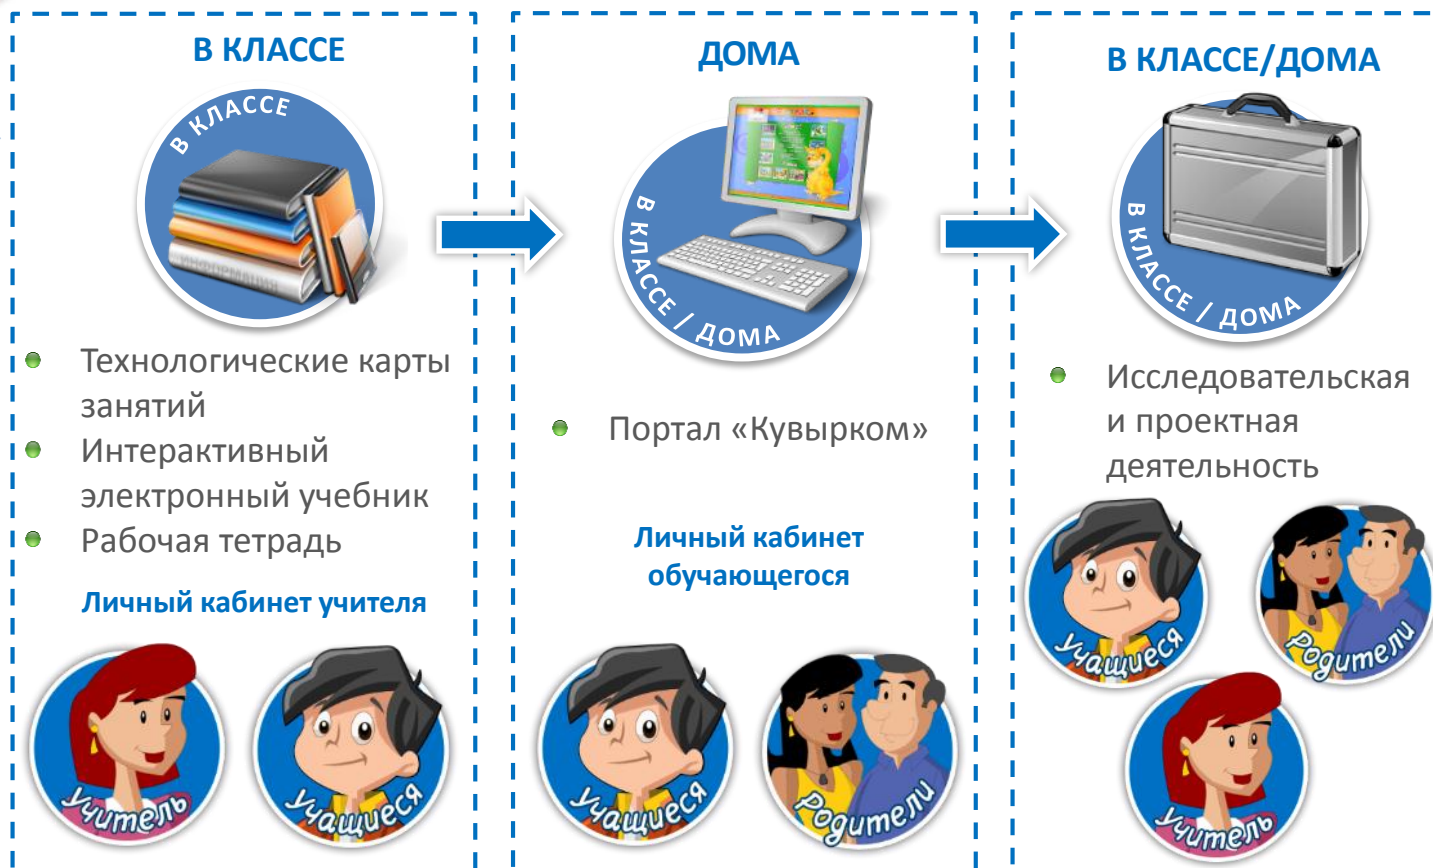 В КЛАССЕ
В КЛАССЕ
ИНФОРМАЦИЯ
Технологические карты
занятий
Интерактивный
электронный учебник
Рабочая тетрадь
Личный кабинет учителя
Учитель
Учащиеся
ДОМА
В КЛАССЕ / ДОМА
Портал «Кувырком»
Личный кабинет
обучающегося
Учащиеся
Родители
В КЛАССЕ/ДОМА
В КЛАССЕ / ДОМА
Исследовательская
и проектная
деятельность
Учащиеся
Родители
Учитель